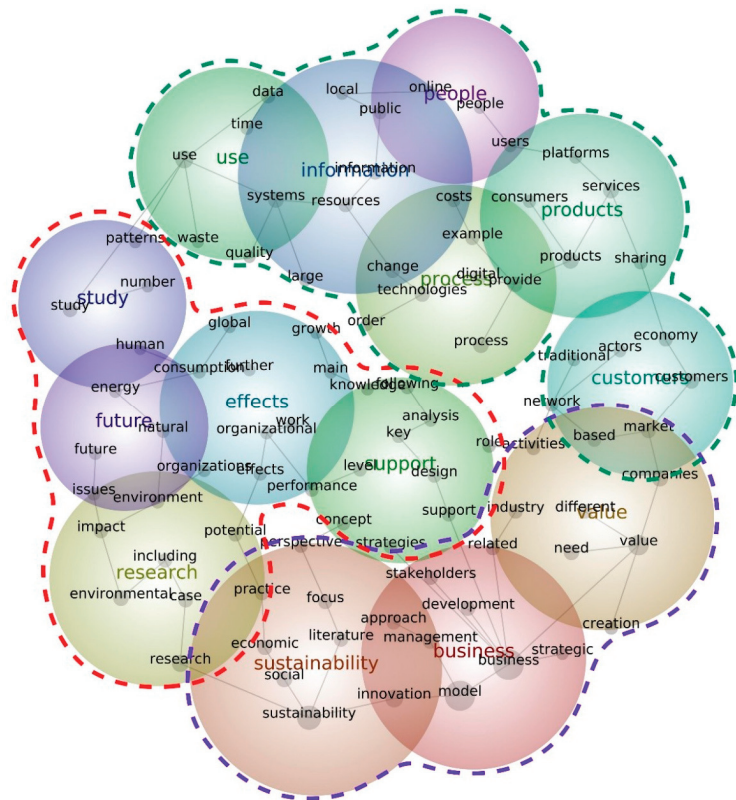 data
local
online
people
people
public
time
users
platforms
use
use
information
information
services
systems
resources
costs
consumers
products
patterns
waste
quality
example
large
change
digital
process
provide
products
sharing
technologies
number
study
study
order
global
growth
human
process
traditional
actors
economy
consumption
further
main
knowledge
following
customers
customers
energy
effects
network
future
natural
organizational
work
analysis
key
roles
activities
based
market
future
organizations
effects
level
support
design
companies
issues
environment
performance
support
industry
different
value
impact
potential
concept
perspective
strategies
related
need
value
including
research
environmental
case
practice
focus
stakeholders
development
approach
creation
economic
literature
management
research
social
sustainability
business
business
strategic
innovation
model
sustainability